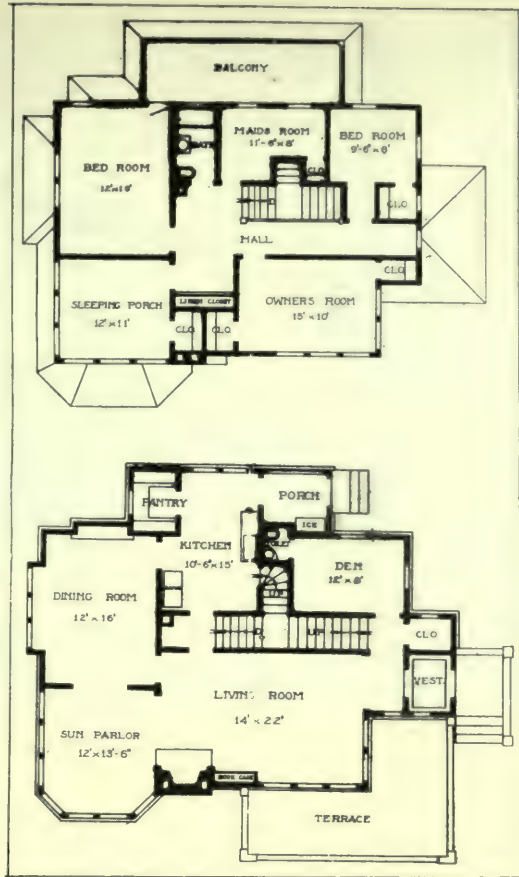 BALCONY
MAIDS ROOM
11'-6"x8'
BED ROOM
9'-6"x8'
BATH
BED ROOM
CLO
CLO
HALL
CLO
SLEEPING PORCH
12'x11'
LINEN CLOSET
OWNERS ROOM
15'x10'
CLO
CLO
PANTRY
PORCH
ICE
KITCHEN
10'-6"x15'
TOILET
DEN
12'x8'
DINING ROOM
12'x16'
UP
CLO
VEST.
LIVING ROOM
14'x22'
SUN PARLOR
12'x13'-6"
BOOK CASE
TERRACE